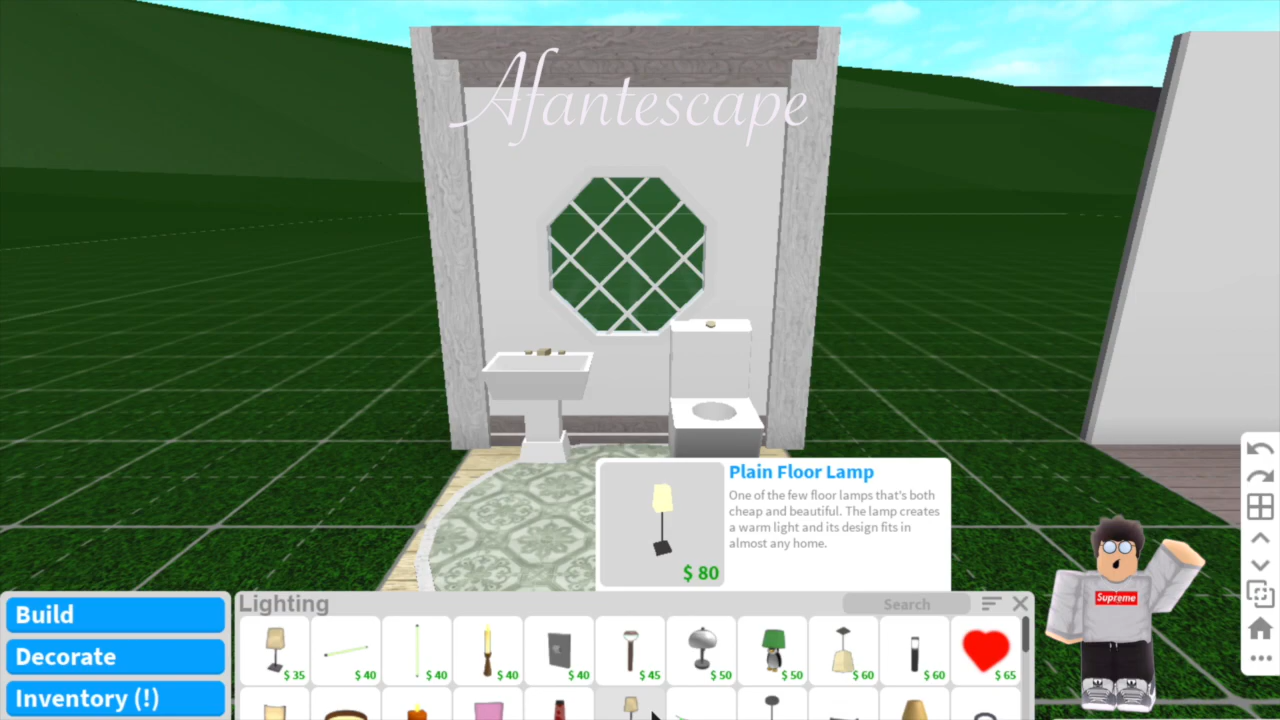 Afantescape
Plain Floor Lamp
One of the few floor lamps that's both
cheap and beautiful. The lamp creates
a warm light and its design fits in
almost any home.
$ 80
Supreme
Build
Decorate
Inventory (!)
Lighting
Search
$ 35
$ 40
$ 40
$ 40
$ 40
$ 45
$ 50
$ 50
$ 60
$ 60
$ 65